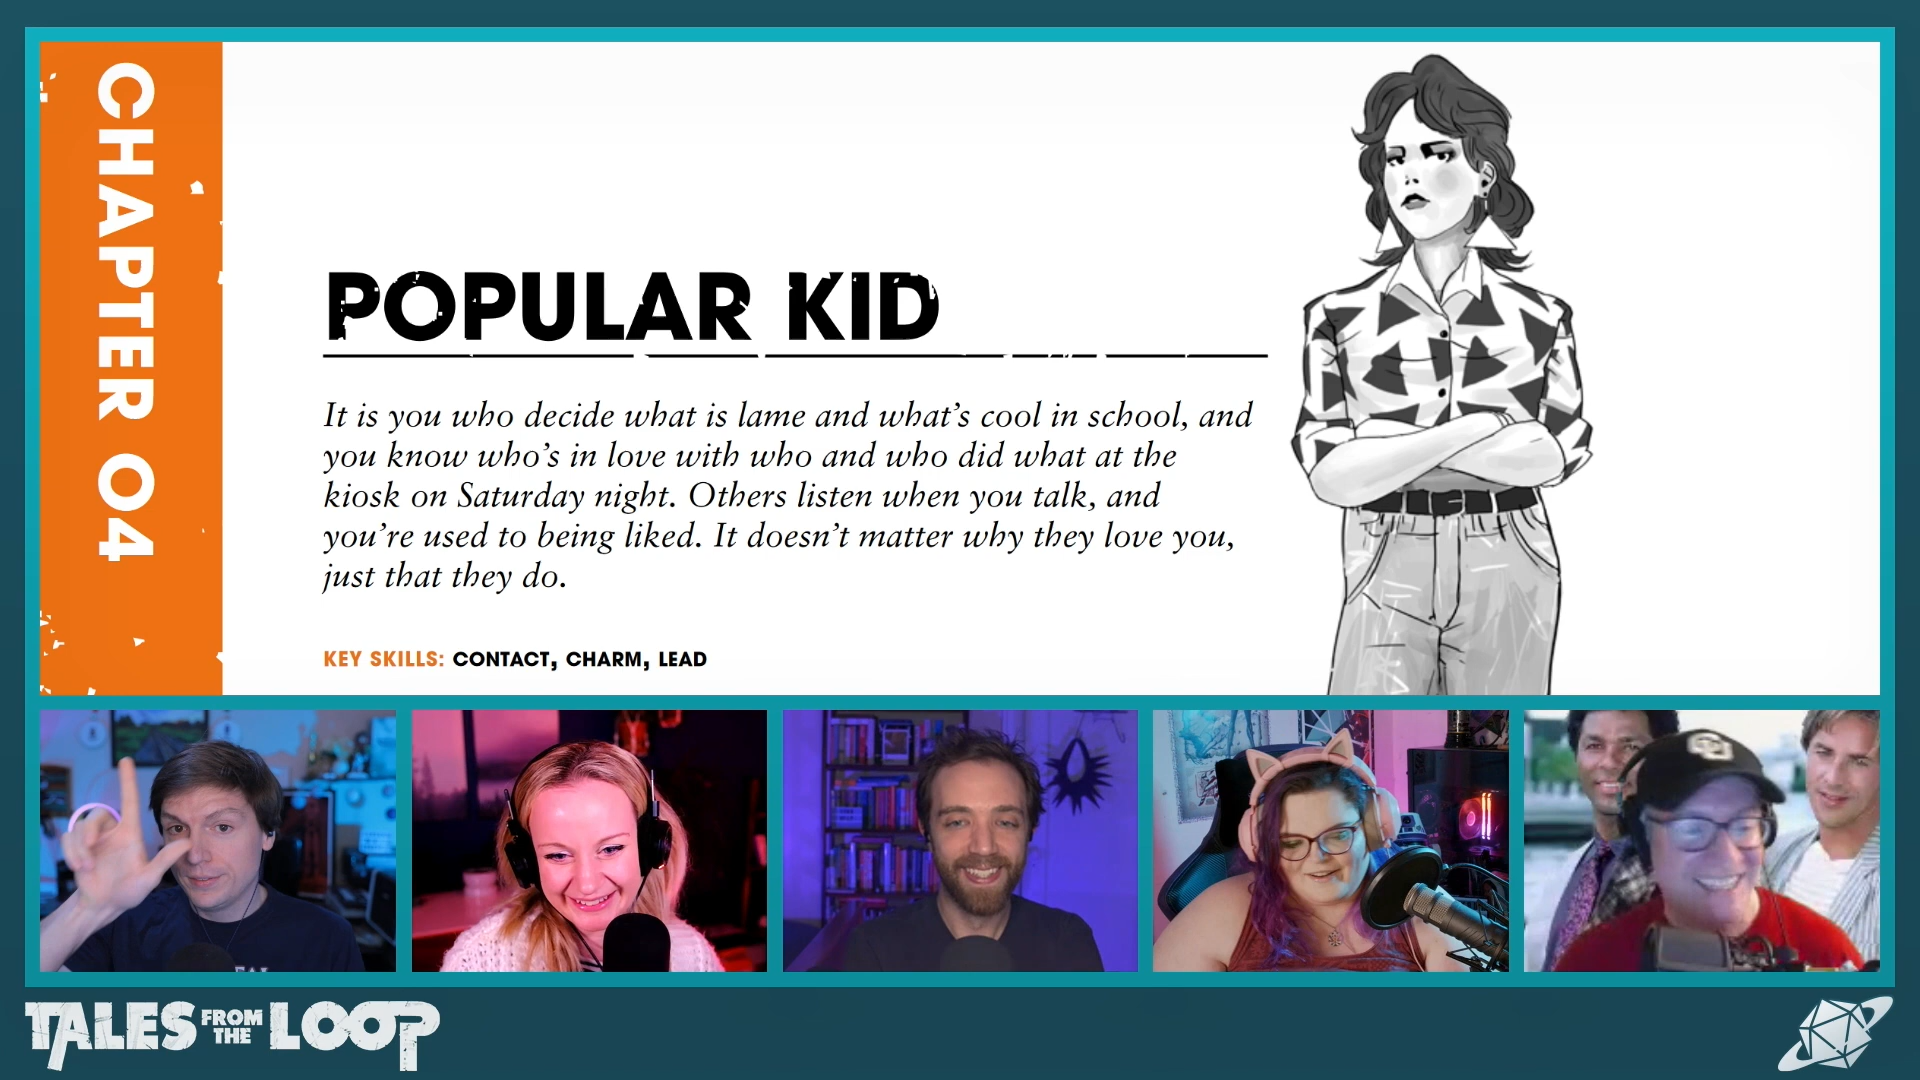 CHAPTER 04
POPULAR KID
It is you who decide what is lame and what's cool in school, and
you know who's in love with who and who did what at the
kiosk on Saturday night. Others listen when you talk, and
you're used to being liked. It doesn't matter why they love you,
just that they do.
KEY SKILLS: CONTACT, CHARM, LEAD
TALES FROM THE LOOP